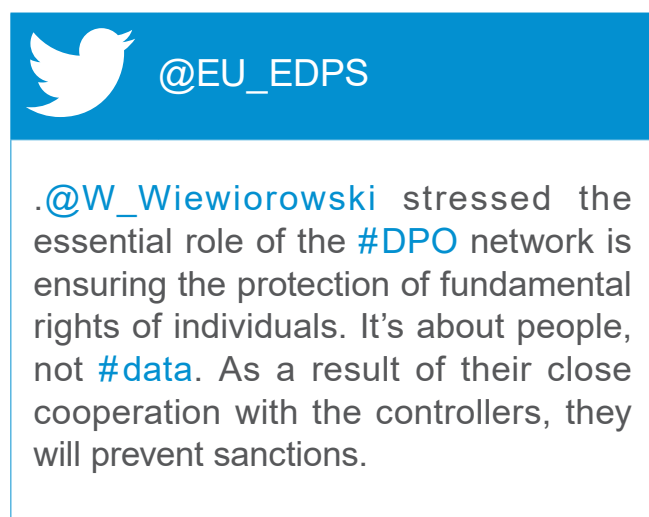 @EU_EDPS
.@W_Wiewiorowski stressed the
essential role of the #DPO network is
ensuring the protection of fundamental
rights of individuals. It's about people,
not #data. As a result of their close
cooperation with the controllers, they
will prevent sanctions.